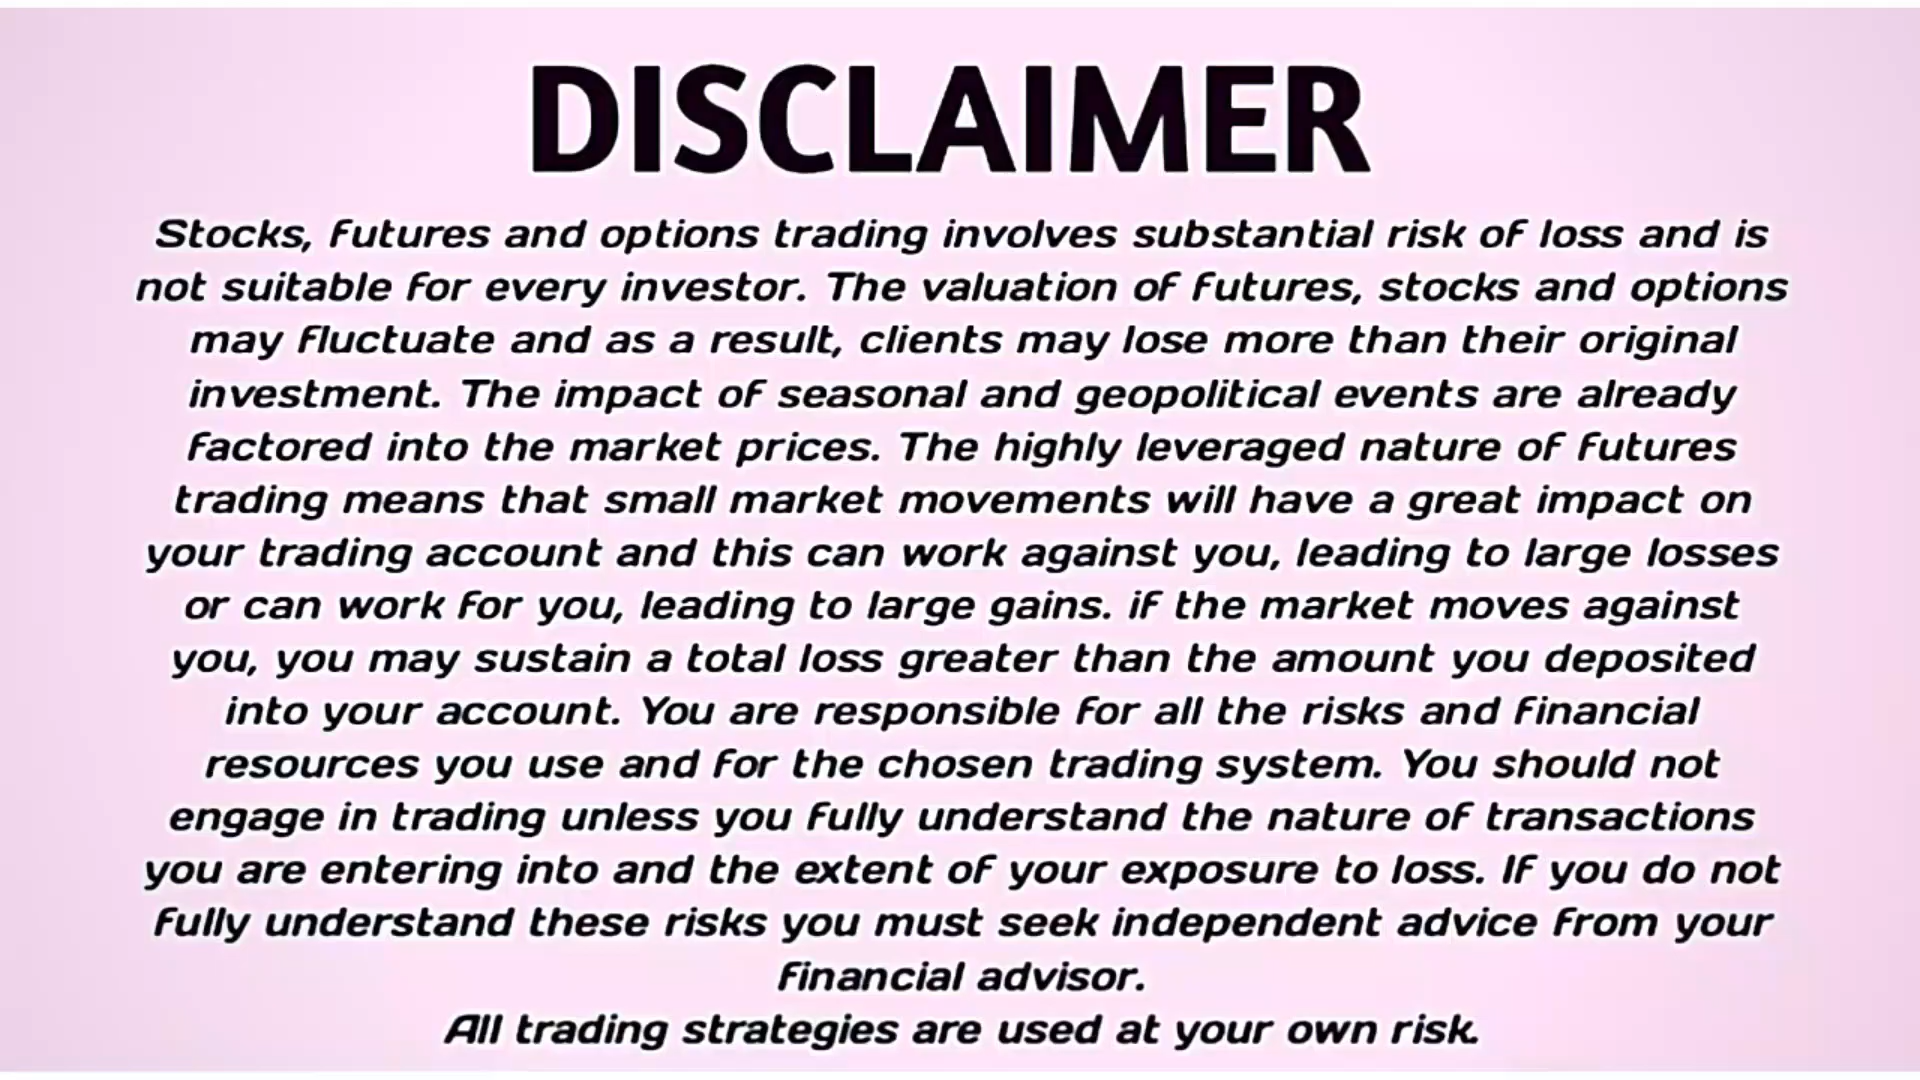 DISCLAIMER
Stocks, futures and options trading involves substantial risk of loss and is
not suitable for every investor. The valuation of futures, stocks and options
may fluctuate and as a result, clients may lose more than their original
investment. The impact of seasonal and geopolitical events are already
factored into the market prices. The highly leveraged nature of futures
trading means that small market movements will have a great impact on
your trading account and this can work against you, leading to large losses
or can work for you, leading to large gains. if the market moves against
you, you may sustain a total loss greater than the amount you deposited
into your account. You are responsible for all the risks and financial
resources you use and for the chosen trading system. You should not
engage in trading unless you fully understand the nature of transactions
you are entering into and the extent of your exposure to loss. If you do not
fully understand these risks you must seek independent advice from your
financial advisor.
All trading strategies are used at your own risk.